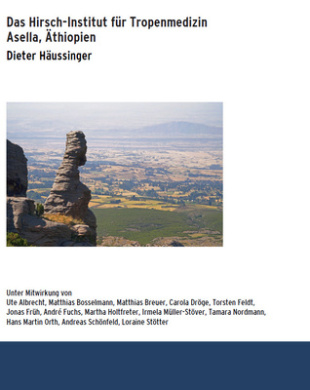 Das Hirsch-Institut für Tropenmedizin
Asella, Äthiopien
Dieter Häussinger
Unter Mitwirkung von
Ute Albrecht, Matthias Bosselmann, Matthias Breuer, Carola Dröge, Torsten Feldt,
Jonas Früh, André Fuchs, Martha Holtfreter, Irmela Müller-Stöver, Tamara Nordmann,
Hans Martin Orth, Andreas Schönfeld, Loraine Stötter